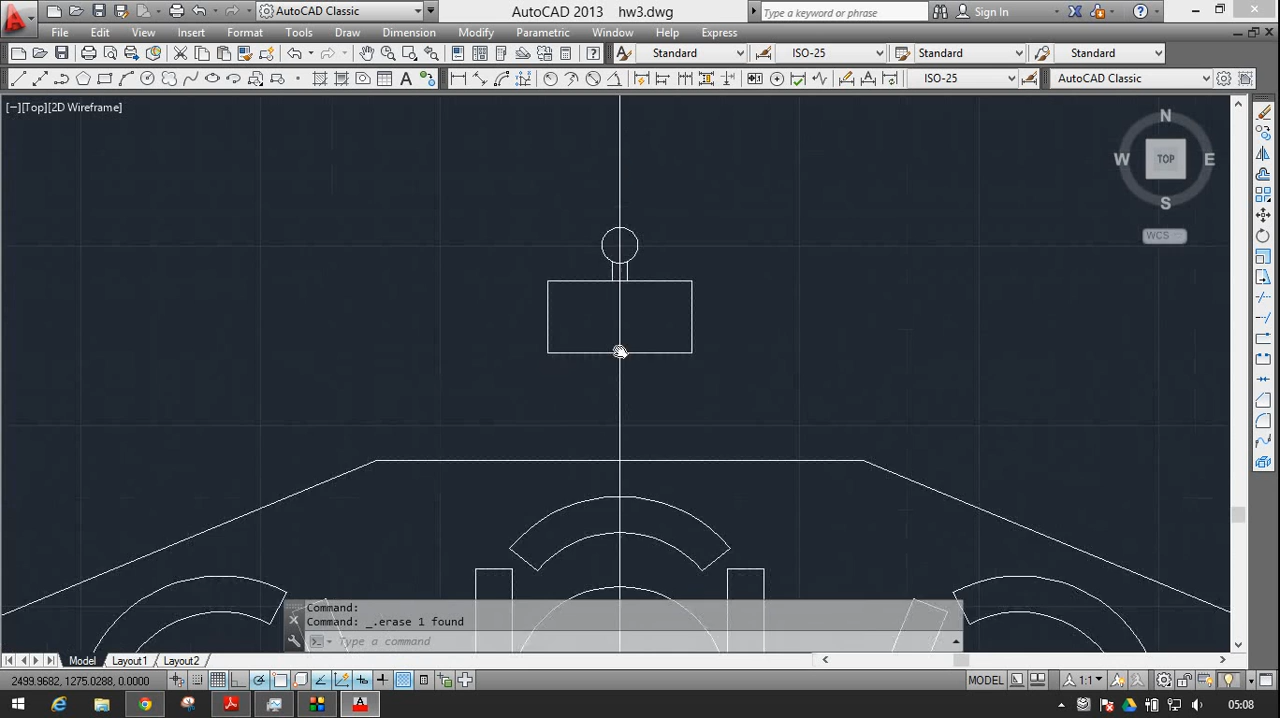 AutoCAD Classic
AutoCAD 2013 hw3.dwg
Type a keyword or phrase
Sign In
File Edit View Insert Format Tools Draw Dimension Modify Parametric Window Help Express
Standard ISO-25 Standard Standard
A ISO-25 AutoCAD Classic
[−][Top][2D Wireframe]
N
W TOP E
S
WCS
Command:
Command: _.erase 1 found
Type a command
Model Layout1 Layout2
2499.9682, 1275.0288, 0.0000 MODEL 1:1
05:08